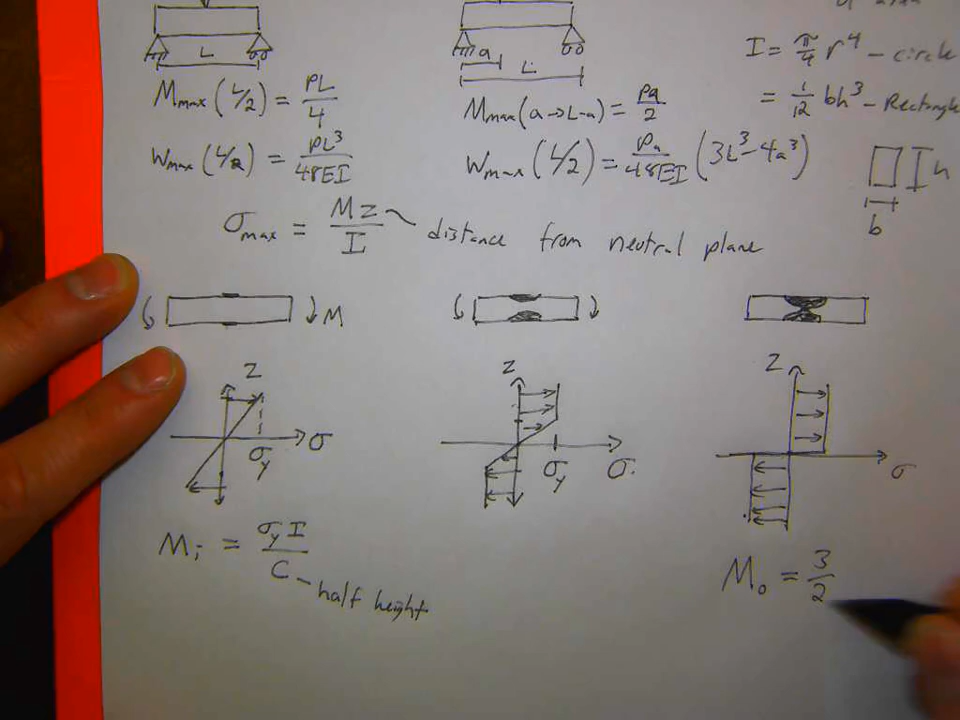 a area
L
a
L
I = π/4 r⁴ - circle
= 1/12 bh³ - Rectangle
h
b
Mmax (L/2) = PL/4
Mmax (a→L-a) = Pa/2
Wmax (L/2) = PL³/48EI
Wmax (L/2) = Pa/48EI (3L³-4a³)
σmax = Mz/I
distance from neutral plane
M
z
σy
σ
z
σy
σ
z
σ
Mi = σy I/C - half height
Mo = 3/2